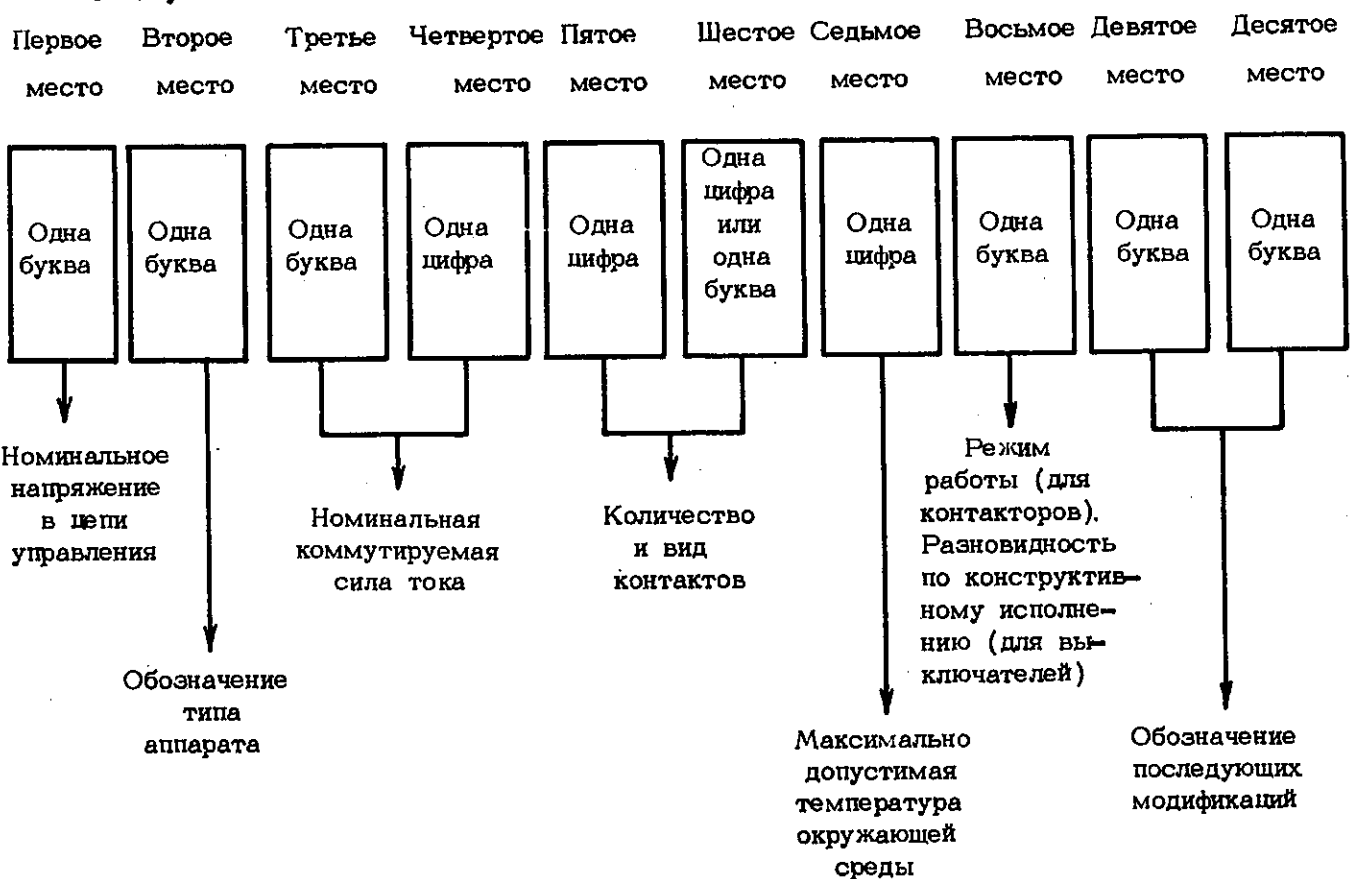 Первое Второе Третье Четвертое Пятое Шестое Седьмое Восьмое Девятое Десятое
место место место место место место место место место место
Одна
буква
Одна
буква
Одна
буква
Одна
цифра
Одна
цифра
Одна
цифра
или
одна
буква
Одна
цифра
Одна
буква
Одна
буква
Одна
буква
Номинальное
напряжение
в цепи
управления
Обозначение
типа
аппарата
Номинальная
коммутируемая
сила тока
Количество
и вид
контактов
Максимально
допустимая
температура
окружающей
среды
Режим
работы (для
контакторов).
Разновидность
по конструктив-
ному исполне-
нию (для вы-
ключателей)
Обозначение
последующих
модификаций